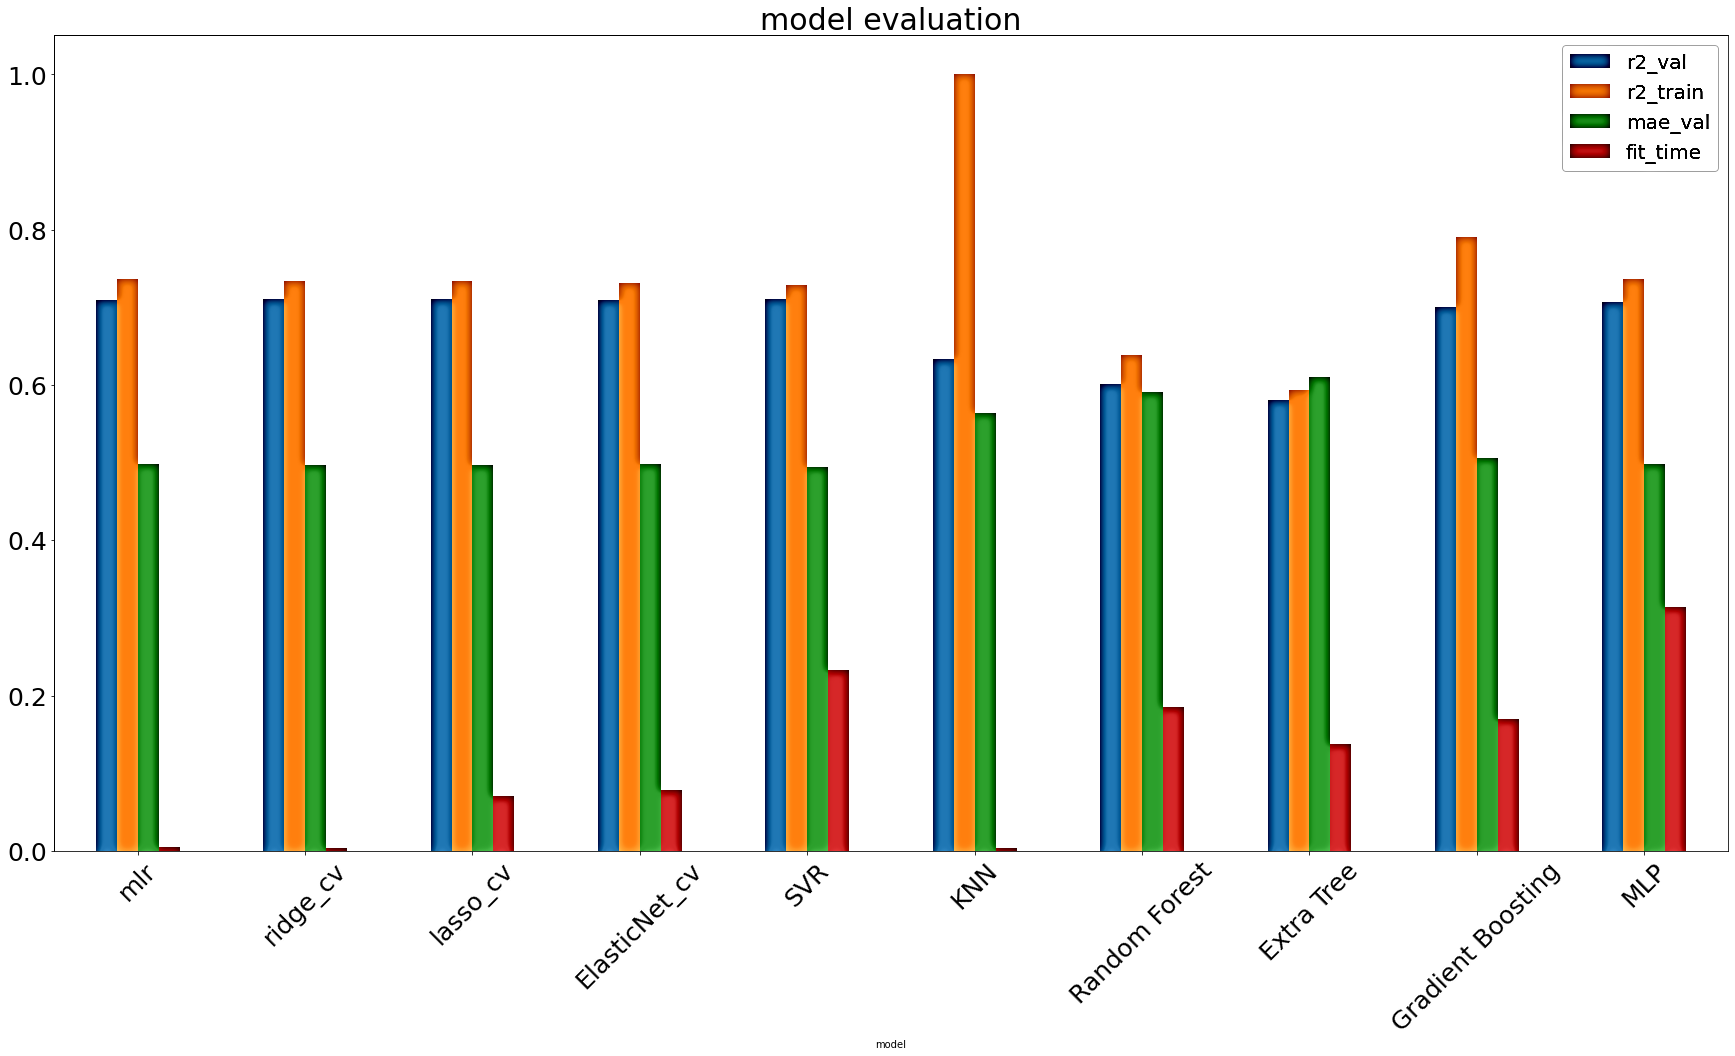 model evaluation
1.0
0.8
0.6
0.4
0.2
0.0
r2_val
r2_train
mae_val
fit_time
mlr
ridge_cv
lasso_cv
ElasticNet_cv
SVR
KNN
Random Forest
Extra Tree
Gradient Boosting
MLP
model